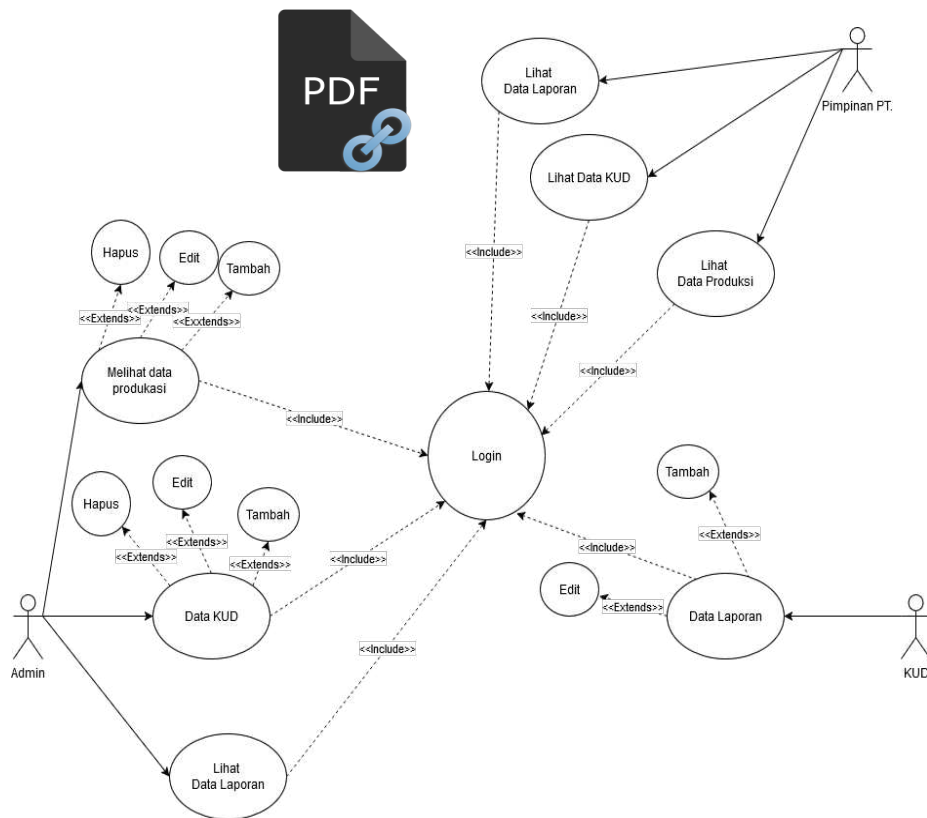 PDF
Lihat
Data Laporan
Pimpinan PT.
Lihat Data KUD
Lihat
Data Produksi
<<Include>>
<<Include>>
<<Include>>
Hapus
Edit
Tambah
<<Extends>>
<<Extends>>
<<Exxtends>>
Melihat data
produkasi
<<Include>>
Login
Hapus
Edit
Tambah
<<Extends>>
<<Extends>>
<<Extends>>
Data KUD
<<Include>>
Admin
<<Include>>
Lihat
Data Laporan
Tambah
<<Include>>
<<Extends>>
Edit
<<Extends>>
Data Laporan
KUD